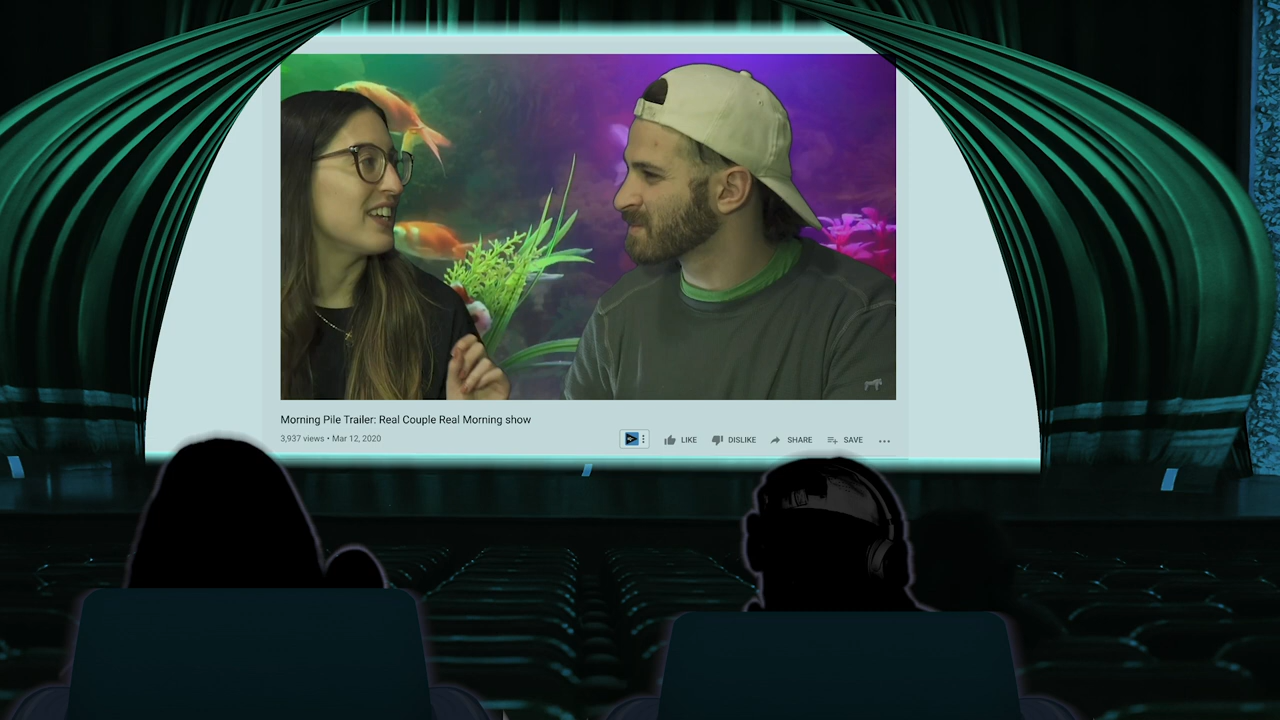 Morning Pile Trailer: Real Couple Real Morning show
3,937 views • Mar 12, 2020
LIKE DISLIKE SHARE SAVE